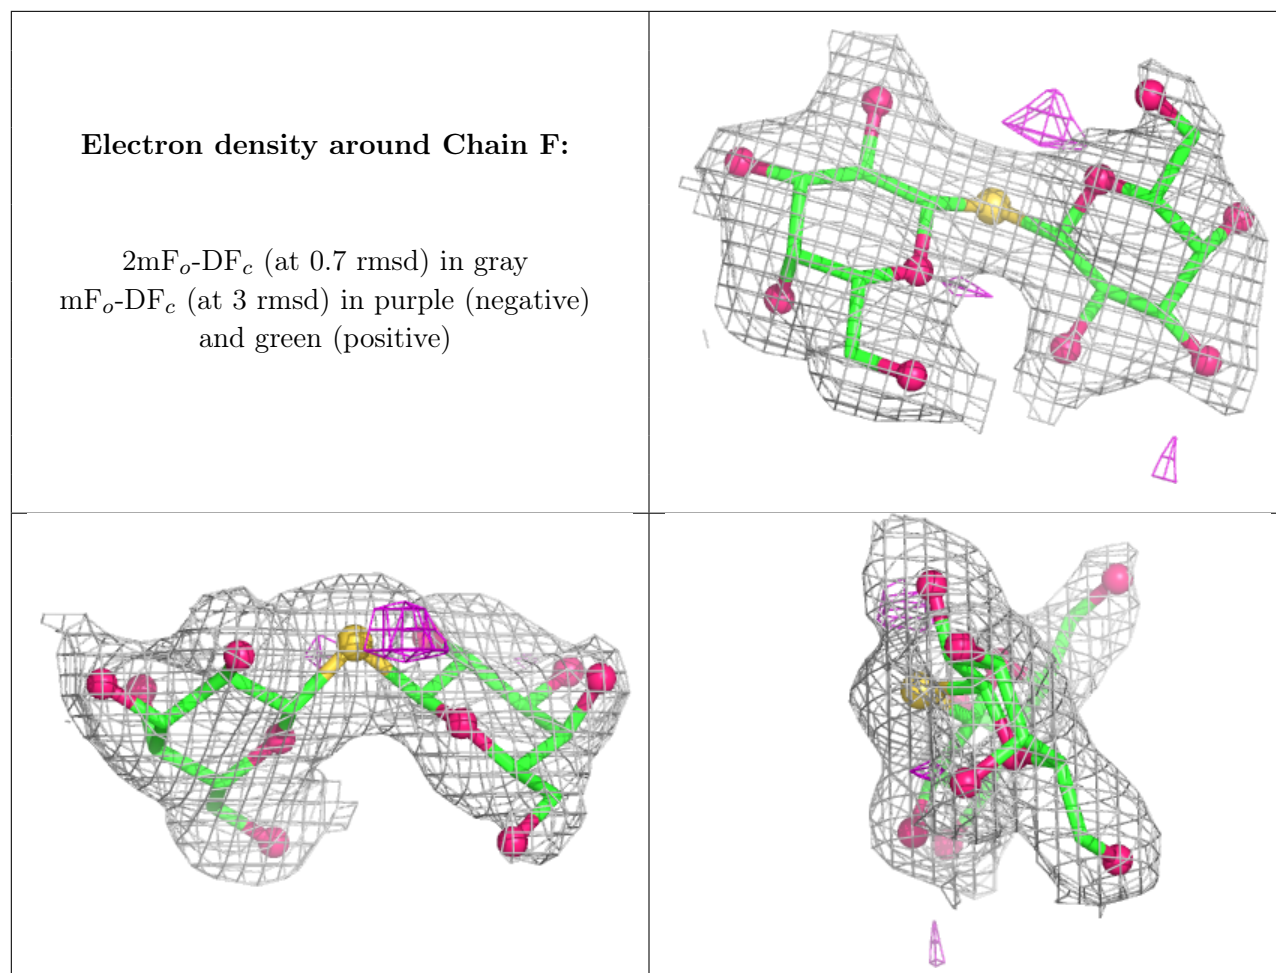 Electron density around Chain F:
2mFo-DFc (at 0.7 rmsd) in gray
mFo-DFc (at 3 rmsd) in purple (negative)
and green (positive)